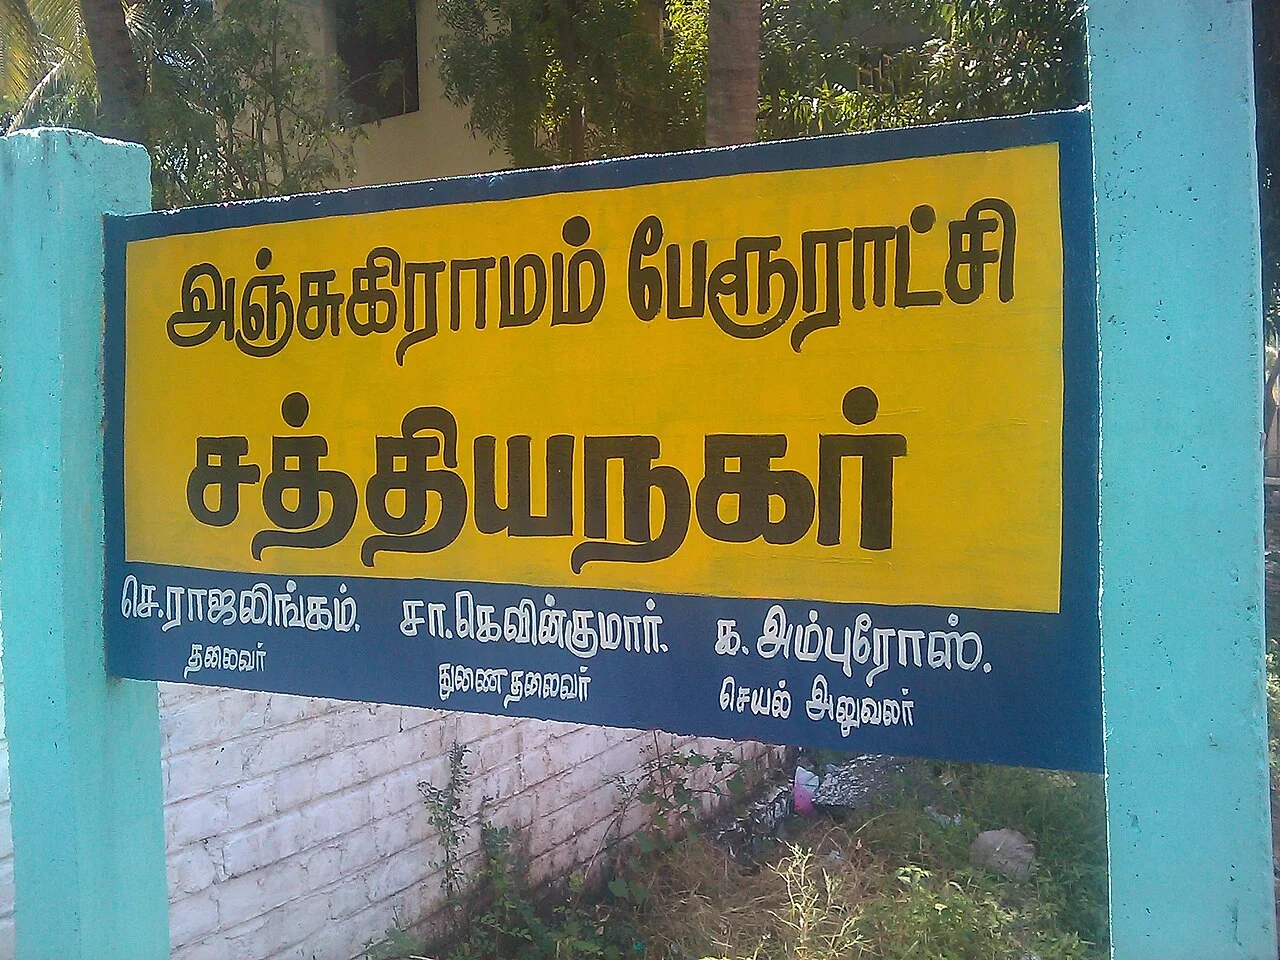 அஞ்சுகிராமம் பேரூராட்சி
சத்தியநகர்
செ.ராஜலிங்கம். சா.கெவின்குமார். க.அம்புரோஸ்.
தலைவர் துணை தலைவர் செயல் அலுவலர்